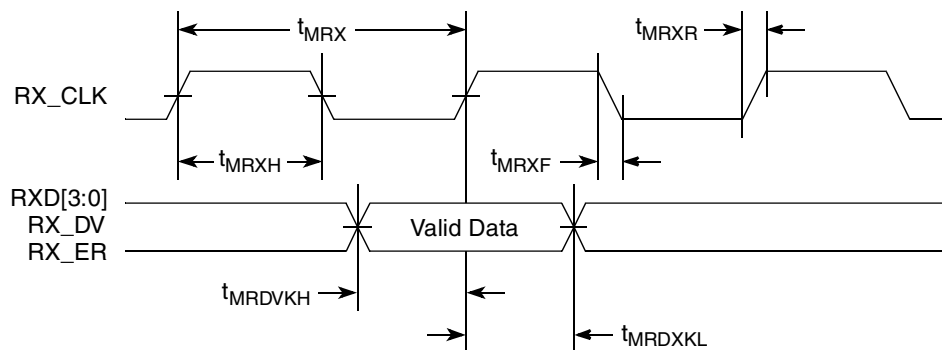 tMRX
tMRXR
RX_CLK
tMRXH
tMRXF
RXD[3:0]
RX_DV
Valid Data
RX_ER
tMRDVKH
tMRDXKL